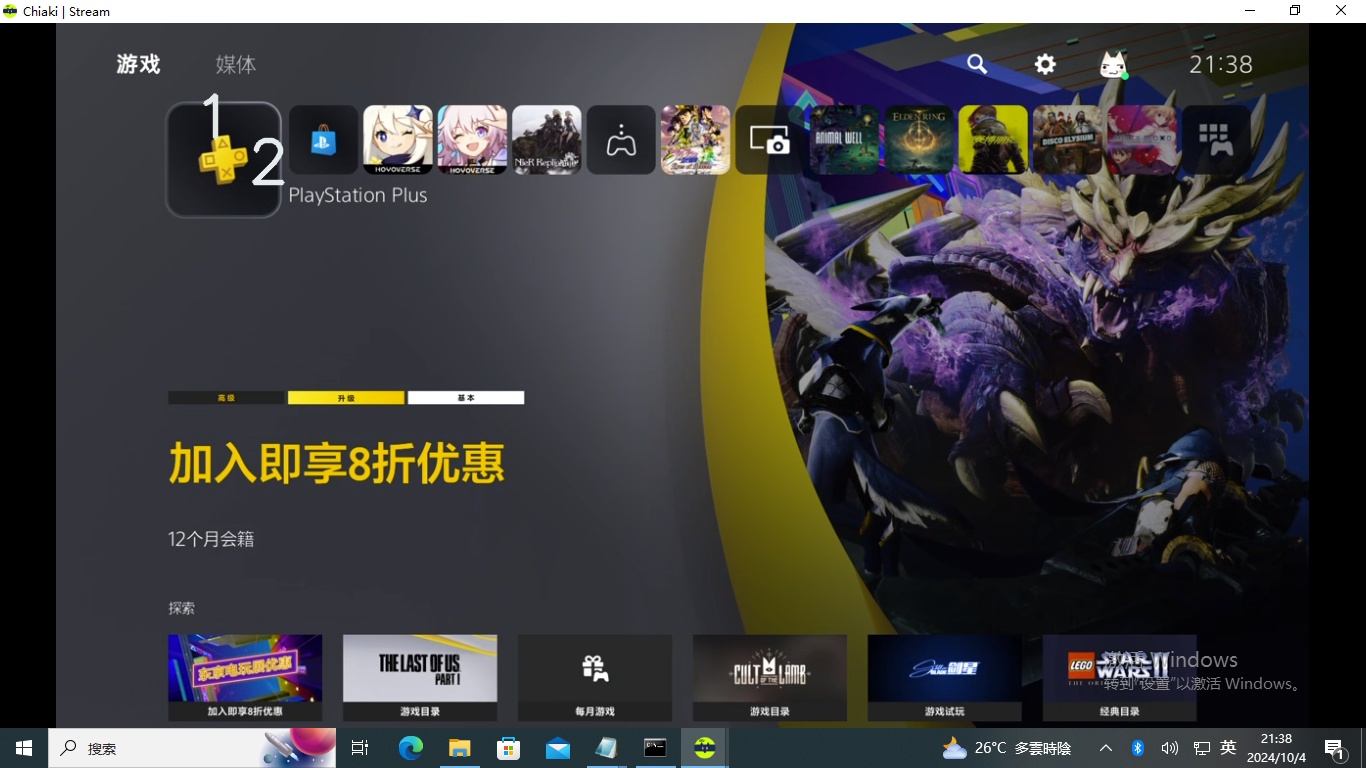 Chiaki | Stream
游戏
媒体
21:38
1
2
HOYOVERSE
HOYOVERSE
NieR Replicant
ANIMAL WELL
ELDEN RING
DISCO ELYSIUM
PlayStation Plus
高级
升级
基本
加入即享8折优惠
12个月会籍
探索
东京电玩展优惠
THE LAST OF US
PART I
CULT OF THE LAMB
剑星
LEGO
STAR WARS II
激活 Windows
转到"设置"以激活 Windows。
加入即享8折优惠
游戏目录
每月游戏
游戏目录
游戏试玩
经典目录
搜索
26°C 多雲時除
英
21:38
2024/10/4
1